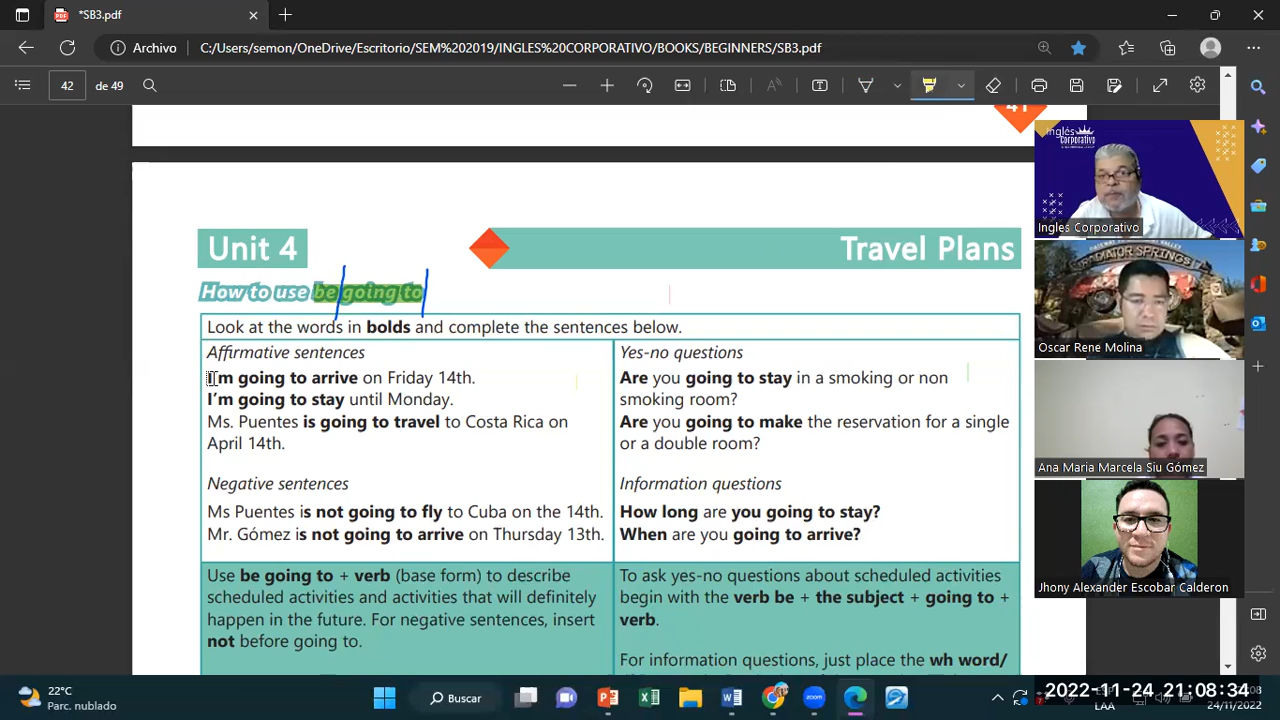 *SB3.pdf
Archivo
C:/Users/semon/OneDrive/Escritorio/SEM%202019/INGLES%20CORPORATIVO/BOOKS/BEGINNERS/SB3.pdf
42
de 49
41
Unit 4
Travel Plans
How to use be going to
Look at the words in bolds and complete the sentences below.
Affirmative sentences
I'm going to arrive on Friday 14th.
I'm going to stay until Monday.
Ms. Puentes is going to travel to Costa Rica on
April 14th.
Negative sentences
Ms Puentes is not going to fly to Cuba on the 14th.
Mr. Gómez is not going to arrive on Thursday 13th.
Use be going to + verb (base form) to describe
scheduled activities and activities that will definitely
happen in the future. For negative sentences, insert
not before going to.
Yes-no questions
Are you going to stay in a smoking or non
smoking room?
Are you going to make the reservation for a single
or a double room?
Information questions
How long are you going to stay?
When are you going to arrive?
To ask yes-no questions about scheduled activities
begin with the verb be + the subject + going to +
verb.
For information questions, just place the wh word/
Inglés
Corporativo
Ingles Corporativo
RADIATOR SPRINGS
Oscar Rene Molina
Ana Maria Marcela Siu Gómez
Jhony Alexander Escobar Calderon
22°C
Parc. nublado
Buscar
LAA
2022-11-24 21:08:34
24/11/2022